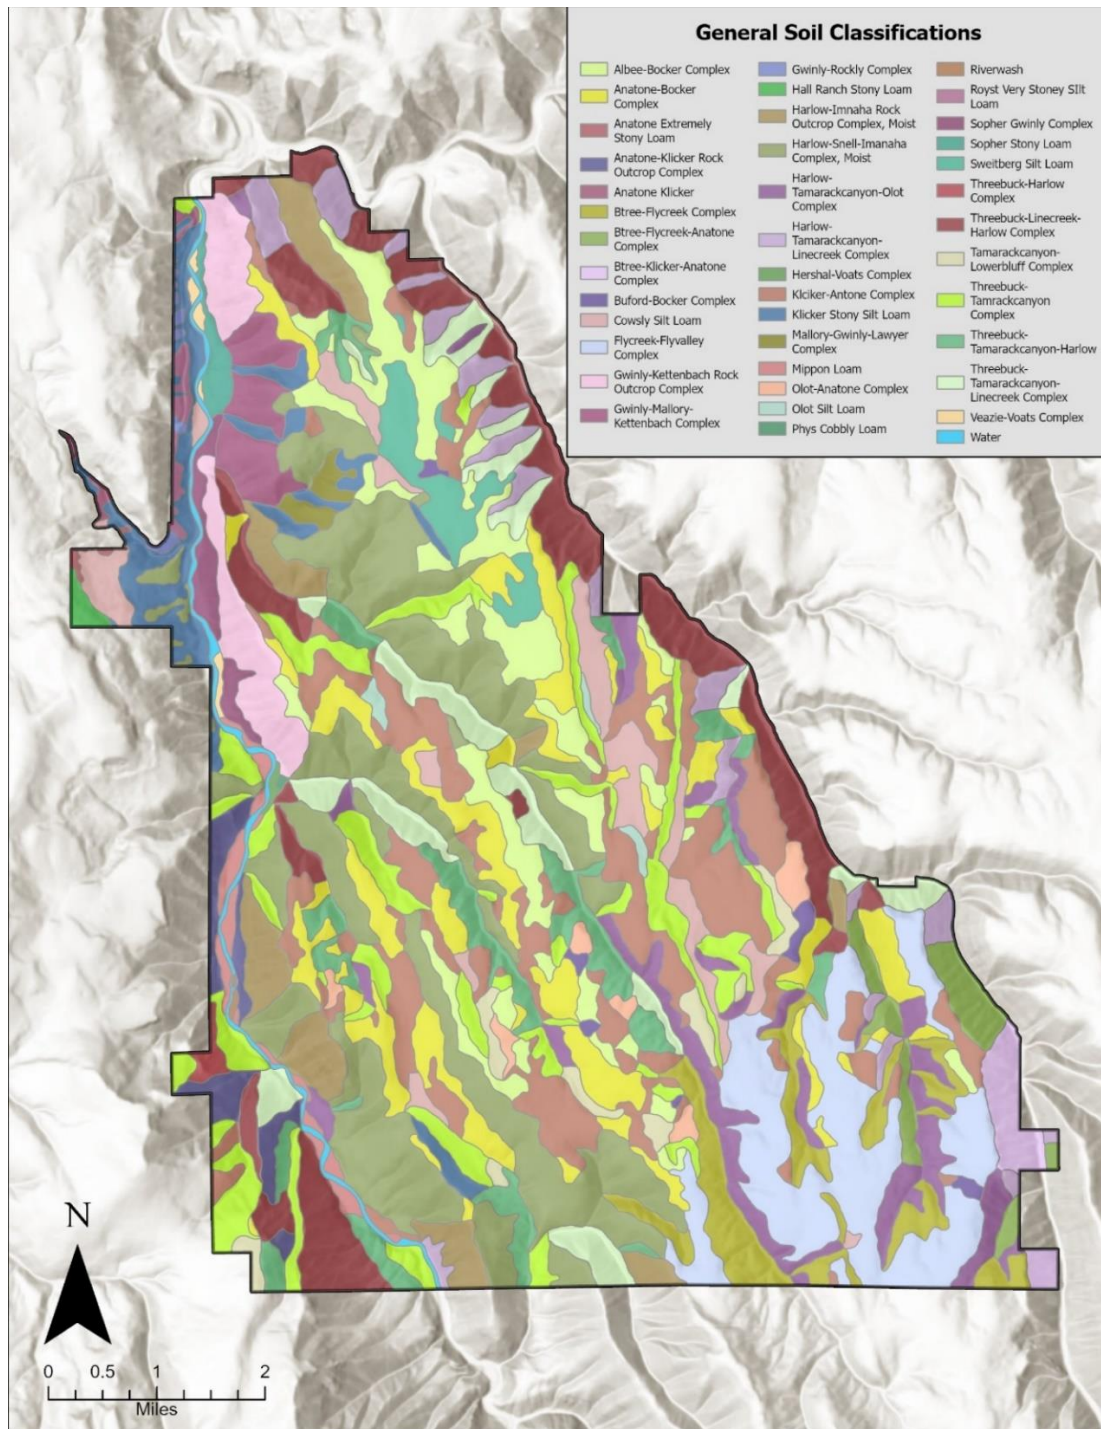 General Soil Classifications
Albee-Bocker Complex
Anatone-Bocker
Complex
Anatone Extremely
Stony Loam
Anatone-Klicker Rock
Outcrop Complex
Anatone Klicker
Btree-Flycreek Complex
Btree-Flycreek-Anatone
Complex
Btree-Klicker-Anatone
Complex
Buford-Bocker Complex
Cowsly Silt Loam
Flycreek-Flyvalley
Complex
Gwinly-Kettenbach Rock
Outcrop Complex
Gwinly-Mallory-
Kettenbach Complex
Gwinly-Rockly Complex
Hall Ranch Stony Loam
Harlow-Imnaha Rock
Outcrop Complex, Moist
Harlow-Snell-Imanaha
Complex, Moist
Harlow-
Tamarackcanyon-Olot
Complex
Harlow-
Tamarackcanyon-
Linecreek Complex
Hershal-Voats Complex
Klciker-Antone Complex
Klicker Stony Silt Loam
Mallory-Gwinly-Lawyer
Complex
Mippon Loam
Olot-Anatone Complex
Olot Silt Loam
Phys Cobbly Loam
Riverwash
Royst Very Stoney SIlt
Loam
Sopher Gwinly Complex
Sopher Stony Loam
Sweitberg Silt Loam
Threebuck-Harlow
Complex
Threebuck-Linecreek-
Harlow Complex
Tamarackcanyon-
Lowerbluff Complex
Threebuck-
Tamrackcanyon
Complex
Threebuck-
Tamarackcanyon-Harlow
Threebuck-
Tamarackcanyon-
Linecreek Complex
Veazie-Voats Complex
Water
N
0 0.5 1 2
Miles